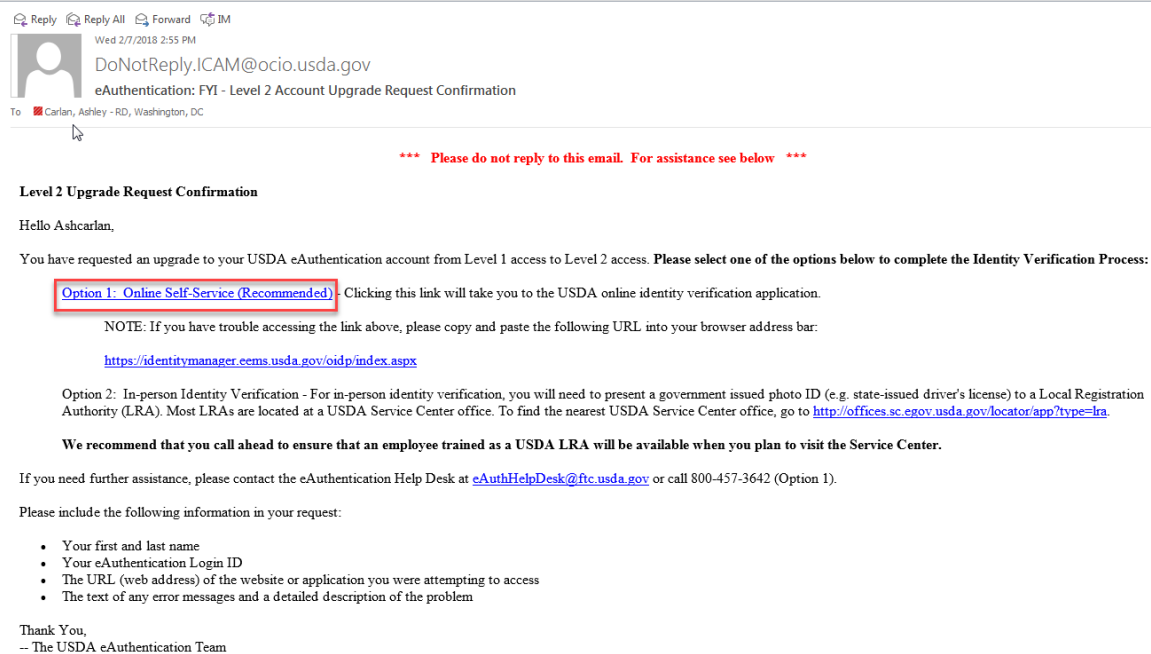 Reply Reply All Forward IM
Wed 2/7/2018 2:55 PM
DoNotReply.ICAM@ocio.usda.gov
eAuthentication: FYI - Level 2 Account Upgrade Request Confirmation
To Carlan, Ashley - RD, Washington, DC
*** Please do not reply to this email. For assistance see below ***
Level 2 Upgrade Request Confirmation
Hello Ashcarlan,
You have requested an upgrade to your USDA eAuthentication account from Level 1 access to Level 2 access. Please select one of the options below to complete the Identity Verification Process:
Option 1: Online Self-Service (Recommended) - Clicking this link will take you to the USDA online identity verification application.
NOTE: If you have trouble accessing the link above, please copy and paste the following URL into your browser address bar:
https://identitymanager.eems.usda.gov/oidp/index.aspx
Option 2: In-person Identity Verification - For in-person identity verification, you will need to present a government issued photo ID (e.g. state-issued driver's license) to a Local Registration
Authority (LRA). Most LRAs are located at a USDA Service Center office. To find the nearest USDA Service Center office, go to http://offices.sc.egov.usda.gov/locator/app?type=lra.
We recommend that you call ahead to ensure that an employee trained as a USDA LRA will be available when you plan to visit the Service Center.
If you need further assistance, please contact the eAuthentication Help Desk at eAuthHelpDesk@ftc.usda.gov or call 800-457-3642 (Option 1).
Please include the following information in your request:
• Your first and last name
• Your eAuthentication Login ID
• The URL (web address) of the website or application you were attempting to access
• The text of any error messages and a detailed description of the problem
Thank You,
-- The USDA eAuthentication Team